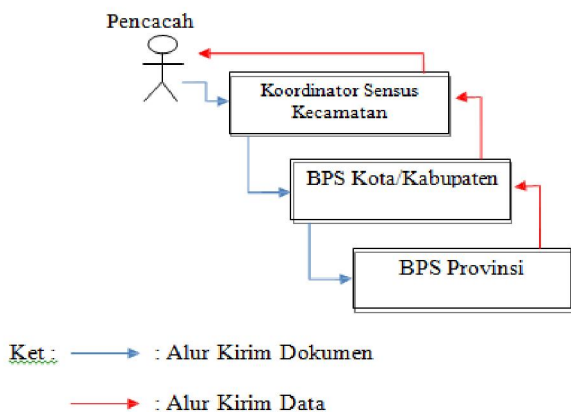 Pencacah
Koordinator Sensus
Kecamatan
BPS Kota/Kabupaten
BPS Provinsi
Ket : : Alur Kirim Dokumen
: Alur Kirim Data